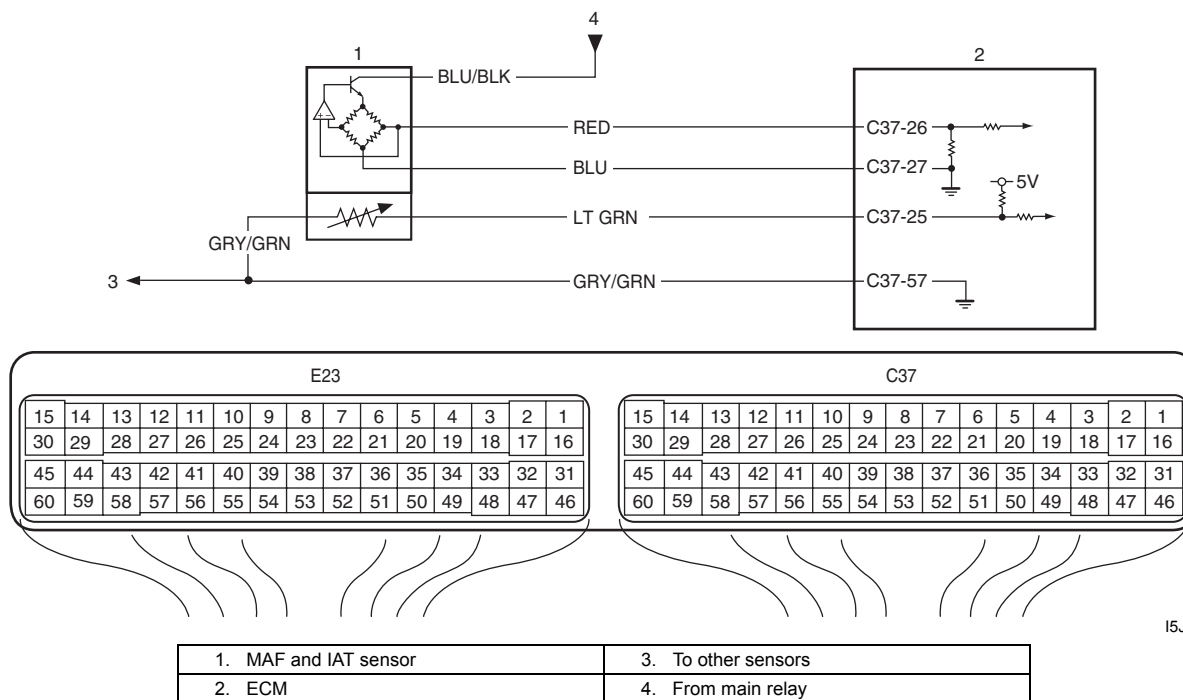 4
1
2
BLU/BLK
RED
C37-26
BLU
C37-27
5V
LT GRN
C37-25
GRY/GRN
3
GRY/GRN
C37-57
+ -
E23
C37
15 14 13 12 11 10 9 8 7 6 5 4 3 2 1
30 29 28 27 26 25 24 23 22 21 20 19 18 17 16
45 44 43 42 41 40 39 38 37 36 35 34 33 32 31
60 59 58 57 56 55 54 53 52 51 50 49 48 47 46
15 14 13 12 11 10 9 8 7 6 5 4 3 2 1
30 29 28 27 26 25 24 23 22 21 20 19 18 17 16
45 44 43 42 41 40 39 38 37 36 35 34 33 32 31
60 59 58 57 56 55 54 53 52 51 50 49 48 47 46
1. MAF and IAT sensor
3. To other sensors
2. ECM
4. From main relay